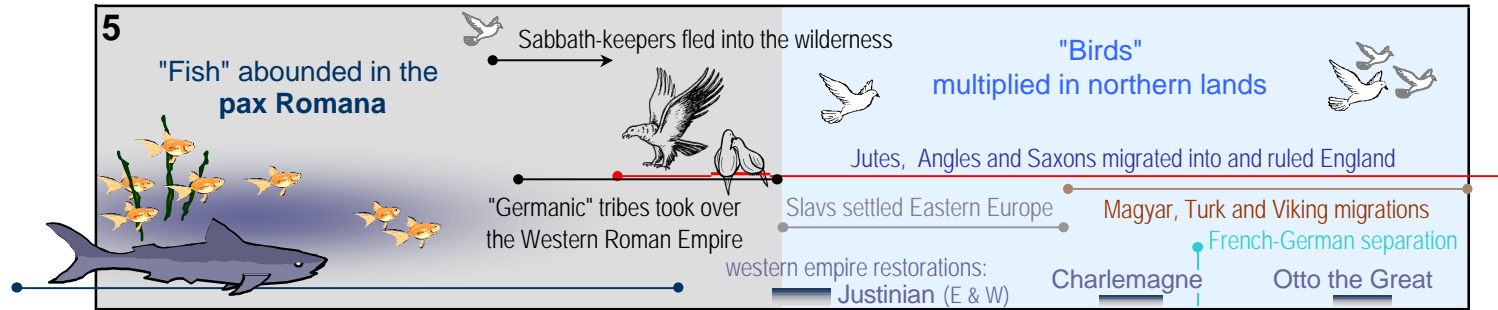 5
"Fish" abounded in the
pax Romana
Sabbath-keepers fled into the wilderness
"Birds"
multiplied in northern lands
Jutes, Angles and Saxons migrated into and ruled England
"Germanic" tribes took over
the Western Roman Empire
Slavs settled Eastern Europe
Magyar, Turk and Viking migrations
French-German separation
western empire restorations:
Justinian (E & W)
Charlemagne
Otto the Great